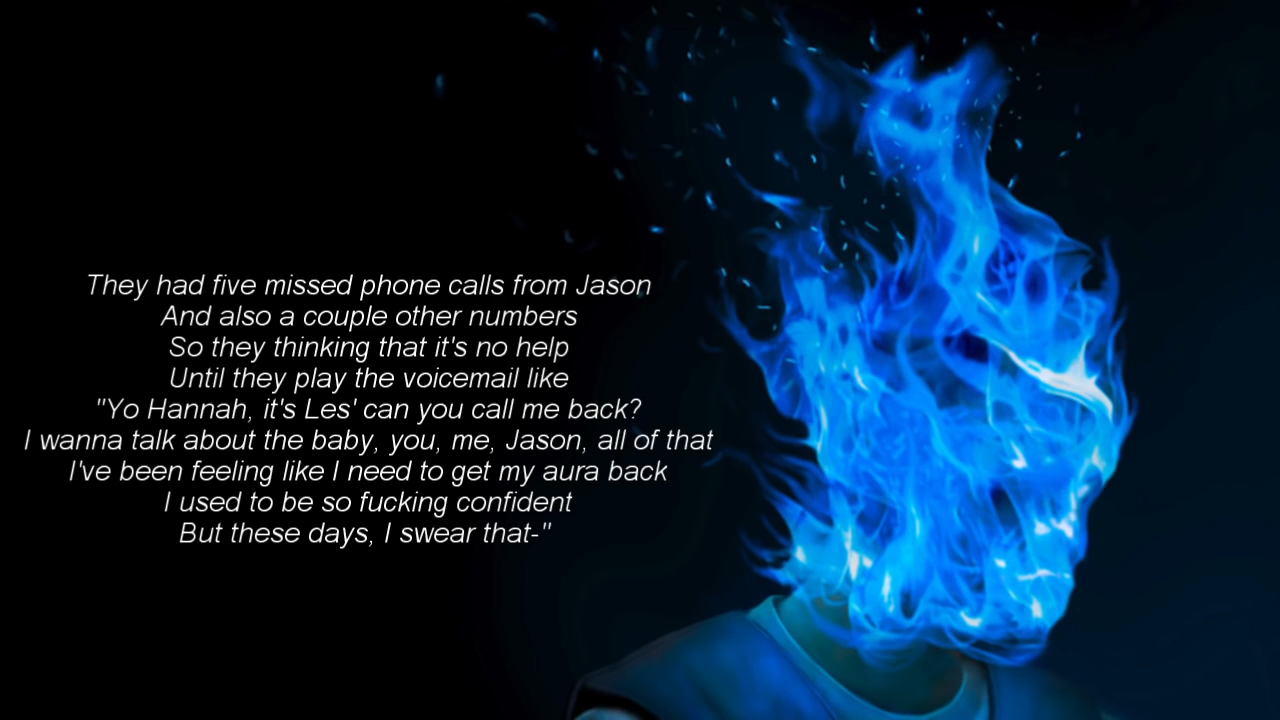 They had five missed phone calls from Jason
And also a couple other numbers
So they thinking that it's no help
Until they play the voicemail like
"Yo Hannah, it's Les' can you call me back?
I wanna talk about the baby, you, me, Jason, all of that
I've been feeling like I need to get my aura back
I used to be so fucking confident
But these days, I swear that-"